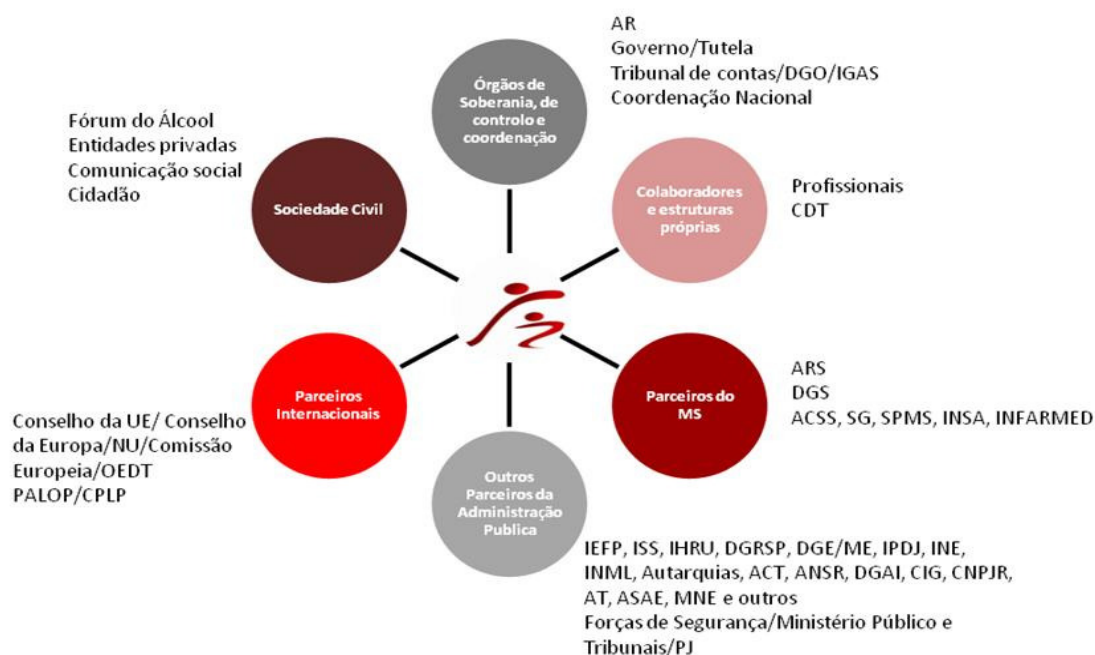 AR
Governo/Tutela
Tribunal de contas/DGO/IGAS
Coordenação Nacional
Órgãos de
Soberania, de
controlo e
coordenação
Fórum do Álcool
Entidades privadas
Comunicação social
Cidadão
Sociedade Civil
Colaboradores
e estruturas
próprias
Profissionais
CDT
Parceiros
Internacionais
Conselho da UE/ Conselho
da Europa/NU/Comissão
Europeia/OEDT
PALOP/CPLP
Parceiros do
MS
ARS
DGS
ACSS, SG, SPMS, INSA, INFARMED
Outros
Parceiros da
Administração
Publica
IEFP, ISS, IHRU, DGRSP, DGE/ME, IPDJ, INE,
INML, Autarquias, ACT, ANSR, DGAI, CIG, CNPJR,
AT, ASAE, MNE e outros
Forças de Segurança/Ministério Público e
Tribunais/PJ